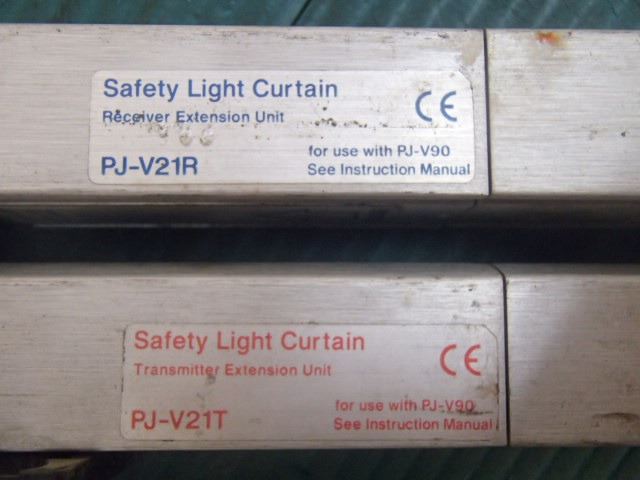 Safety Light Curtain
Receiver Extension Unit
CE
PJ-V21R
for use with PJ-V90
See Instruction Manual
Safety Light Curtain
Transmitter Extension Unit
CE
PJ-V21T
for use with PJ-V90
See Instruction Manual